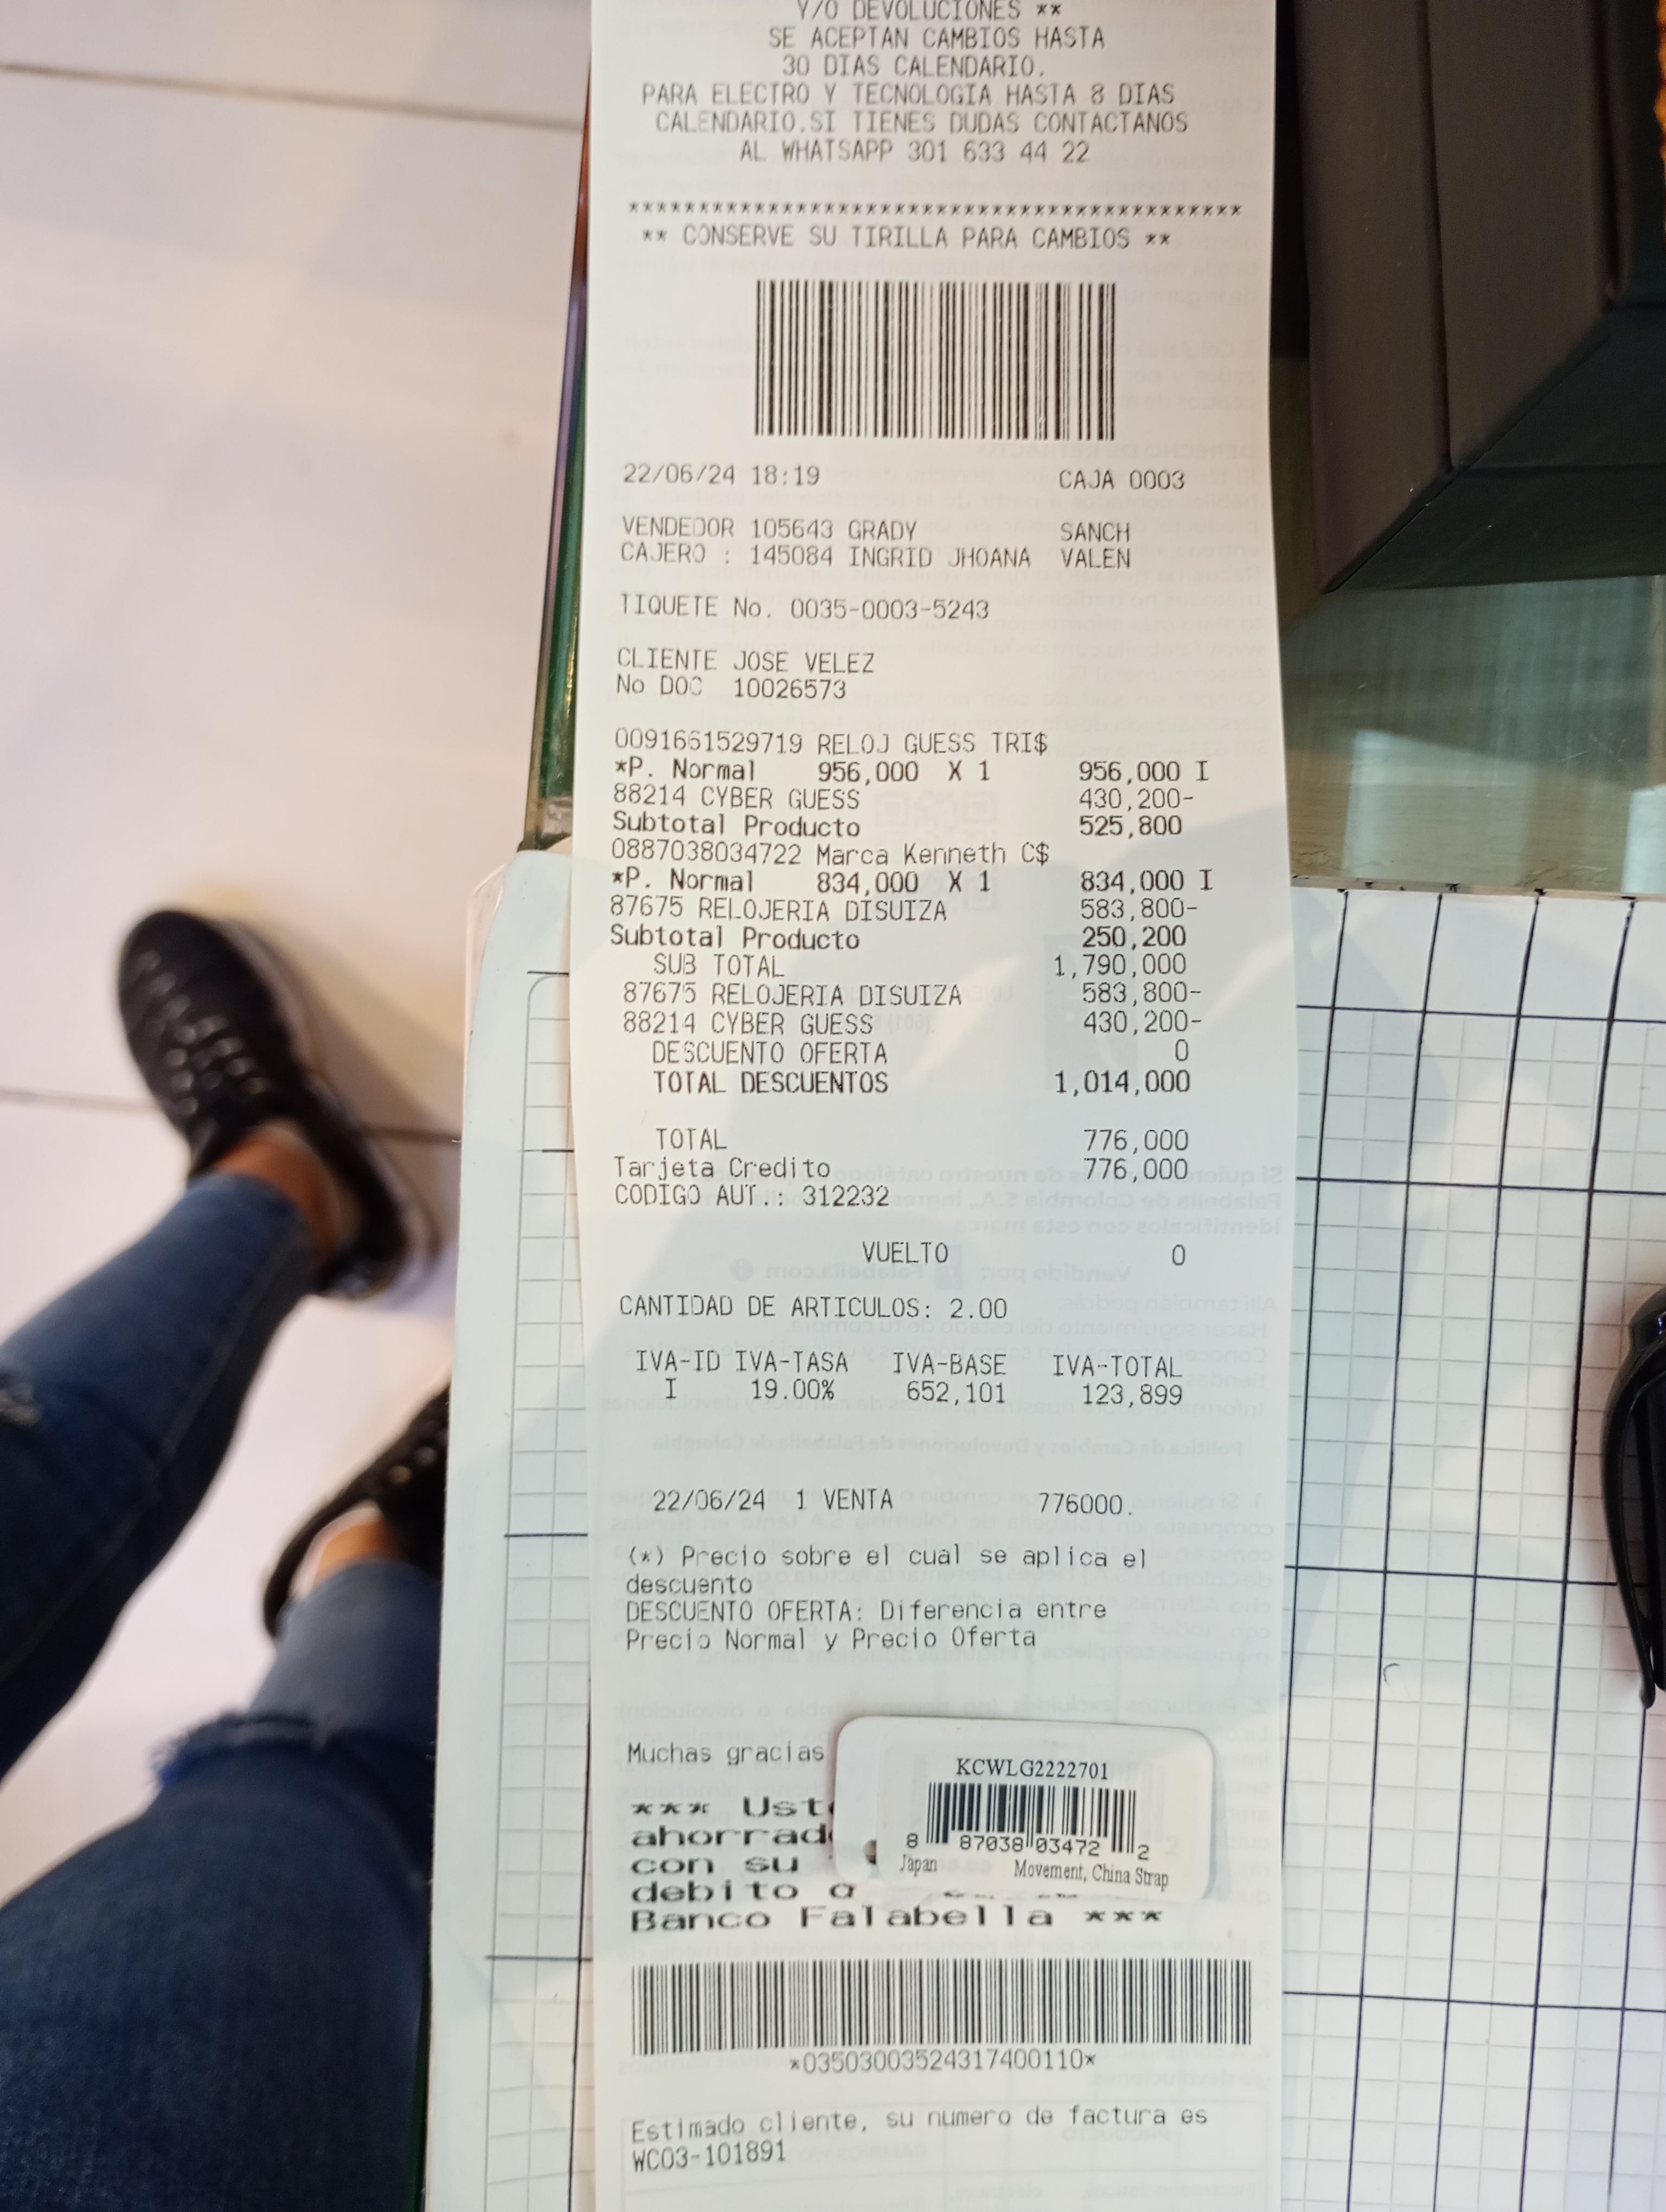 Y/O DEVOLUCIONES **
SE ACEPTAN CAMBIOS HASTA
30 DIAS CALENDARIO.
PARA ELECTRO Y TECNOLOGIA HASTA 8 DIAS
CALENDARIO.SI TIENES DUDAS CONTACTANOS
AL WHATSAPP 301 633 44 22
********************************************
** CONSERVE SU TIRILLA PARA CAMBIOS **
22/06/24 18:19 CAJA 0003
VENDEDOR 105643 GRADY SANCH
CAJERO : 145084 INGRID JHOANA VALEN
TIQUETE No. 0035-0003-5243
CLIENTE JOSE VELEZ
No DOC 10026573
0091661529719 RELOJ GUESS TRI$
*P. Normal 956,000 X 1 956,000 I
88214 CYBER GUESS 430,200-
Subtotal Producto 525,800
0887038034722 Marca Kenneth C$
*P. Normal 834,000 X 1 834,000 I
87675 RELOJERIA DISUIZA 583,800-
Subtotal Producto 250,200
SUB TOTAL 1,790,000
87675 RELOJERIA DISUIZA 583,800-
88214 CYBER GUESS 430,200-
DESCUENTO OFERTA 0
TOTAL DESCUENTOS 1,014,000
TOTAL 776,000
Tarjeta Credito 776,000
CODIGO AUT.: 312232
VUELTO 0
CANTIDAD DE ARTICULOS: 2.00
IVA-ID IVA-TASA IVA-BASE IVA-TOTAL
I 19.00% 652,101 123,899
22/06/24 1 VENTA 776000.
(*) Precio sobre el cual se aplica el
descuento
DESCUENTO OFERTA: Diferencia entre
Precio Normal y Precio Oferta
Muchas gracias
KCWLG2222701
8 87038 03472 2
Japan Movement, China Strap
*** Uste
ahorrad
con su
debito o
Banco Falabella ***
*03503003524317400110*
Estimado cliente, su numero de factura es
WC03-101891